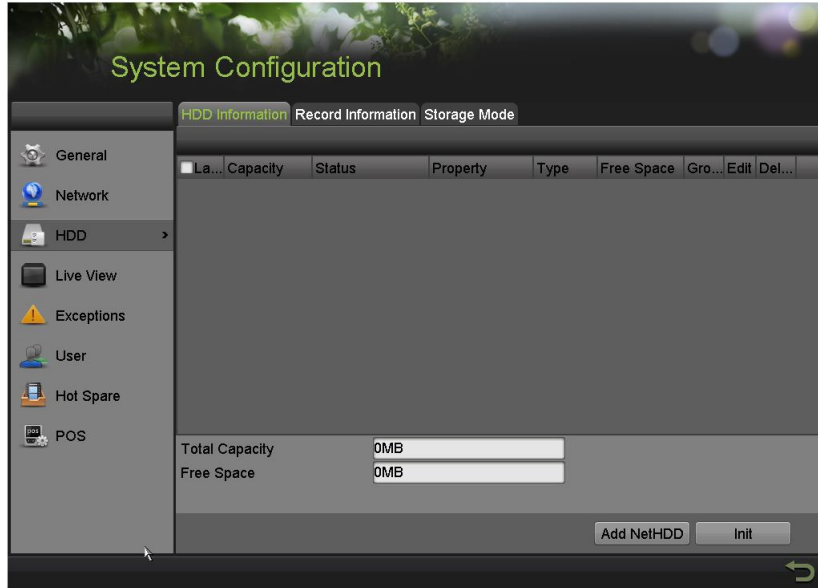 System Configuration
HDD Information Record Information Storage Mode
General
Network
HDD
Live View
Exceptions
User
Hot Spare
POS
La... Capacity Status Property Type Free Space Gro... Edit Del...
Total Capacity 0MB
Free Space 0MB
Add NetHDD Init